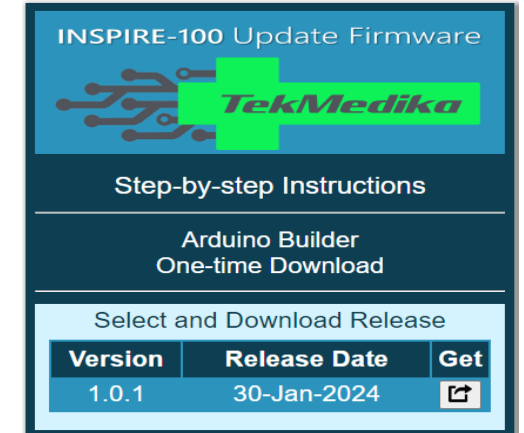 INSPIRE-100 Update Firmware
TekMedika
Step-by-step Instructions
Arduino Builder
One-time Download
Select and Download Release
Version Release Date Get
1.0.1 30-Jan-2024